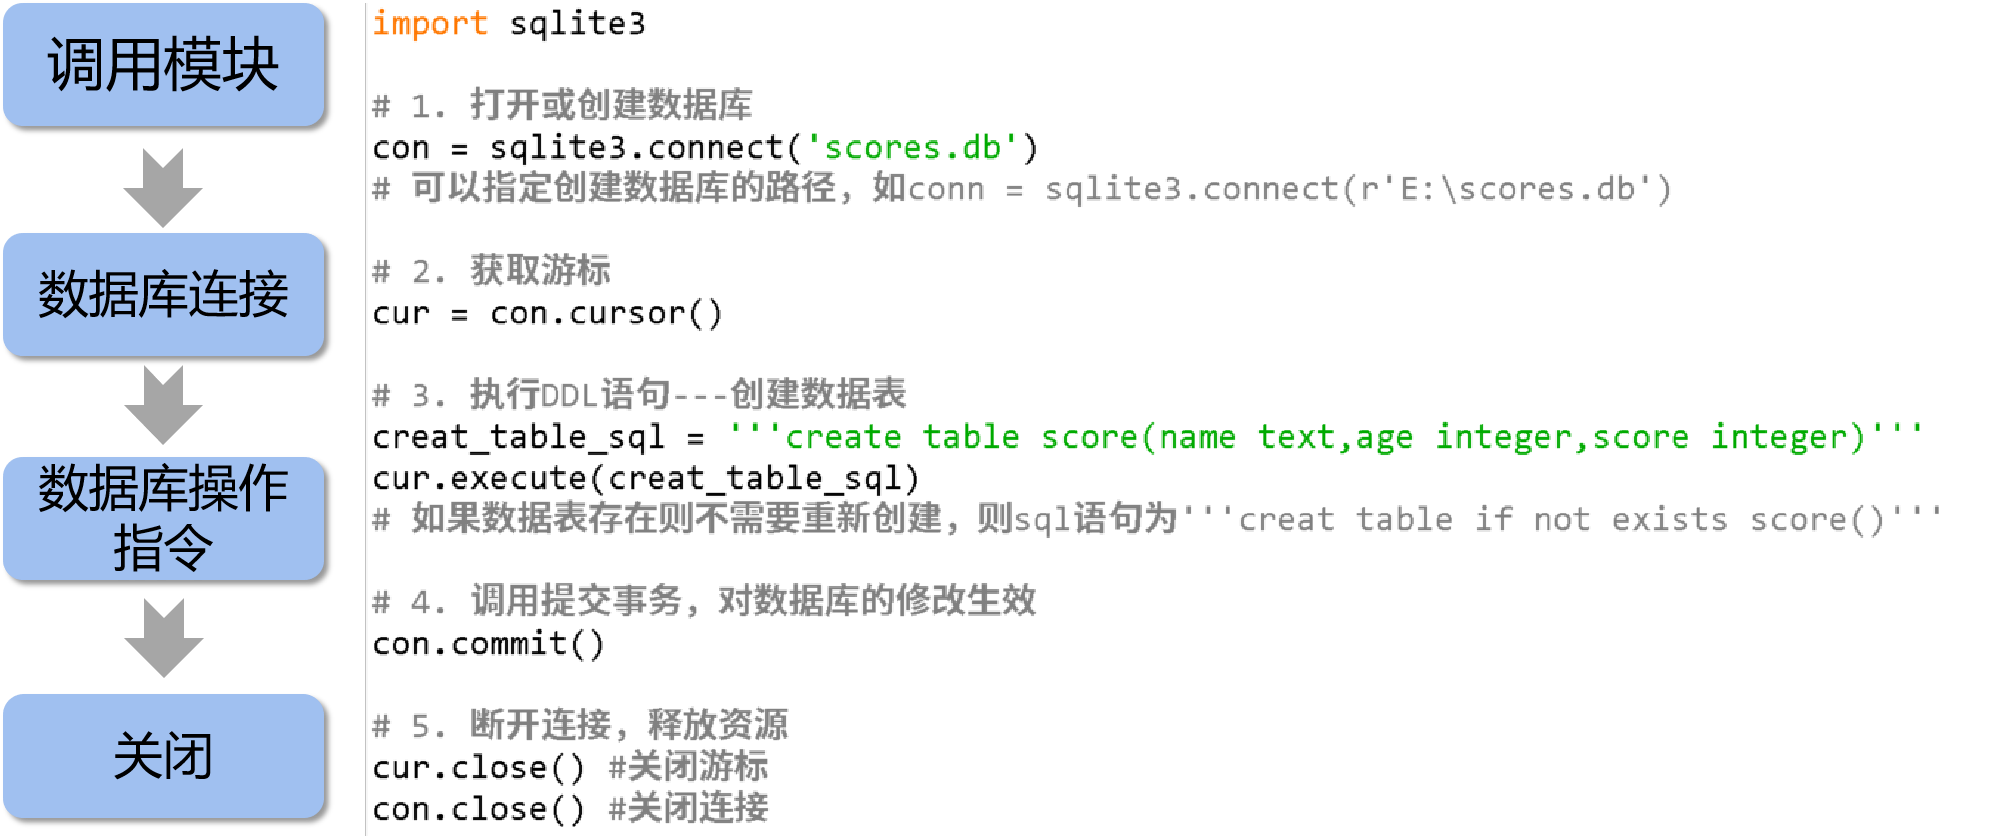 调用模块
数据库连接
数据库操作
指令
关闭
import sqlite3
# 1. 打开或创建数据库
con = sqlite3.connect('scores.db')
# 可以指定创建数据库的路径，如conn = sqlite3.connect(r'E:\scores.db')
# 2. 获取游标
cur = con.cursor()
# 3. 执行DDL语句---创建数据表
creat_table_sql = '''create table score(name text,age integer,score integer)'''
cur.execute(creat_table_sql)
# 如果数据表存在则不需要重新创建，则sql语句为'''creat table if not exists score()'''
# 4. 调用提交事务，对数据库的修改生效
con.commit()
# 5. 断开连接，释放资源
cur.close() #关闭游标
con.close() #关闭连接